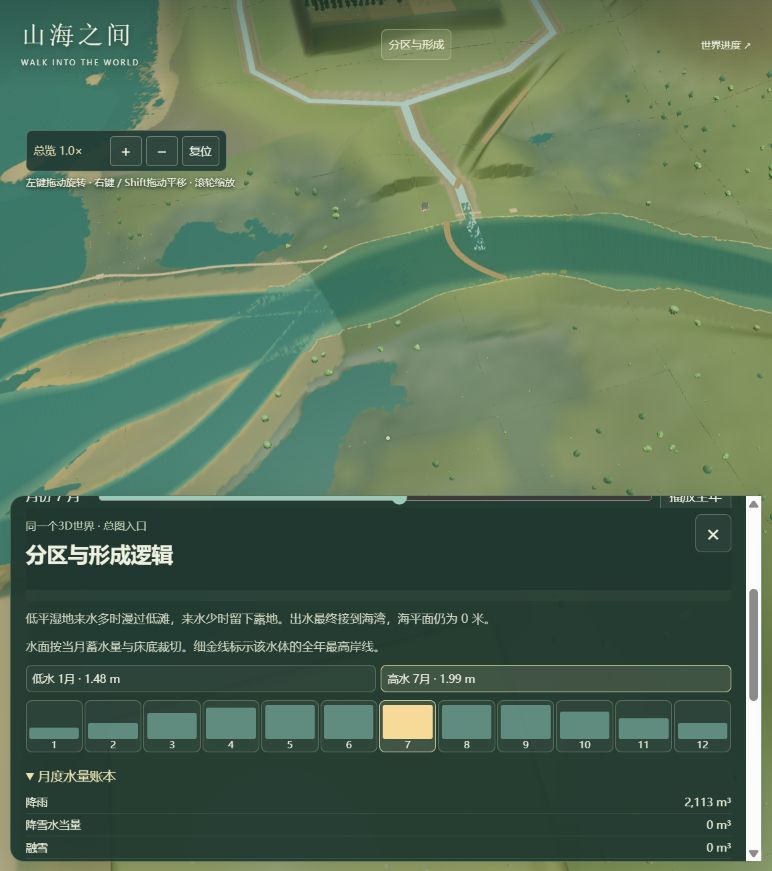 山海之间
WALK INTO THE WORLD
分区与形成
世界进度 ↗
总览 1.0×
+
−
复位
左键拖动旋转 · 右键 / Shift拖动平移 · 滚轮缩放
月份 7 月
播放全年
同一个3D世界 · 总图入口
×
分区与形成逻辑
低平湿地来水多时漫过低滩，来水少时留下露地。出水最终接到海湾，海平面仍为 0 米。
水面按当月蓄水量与床底裁切。细金线标示该水体的全年最高岸线。
低水 1月 · 1.48 m
高水 7月 · 1.99 m
1 2 3 4 5 6 7 8 9 10 11 12
▼月度水量账本
降雨 2,113 m³
降雪水当量 0 m³
融雪 0 m³